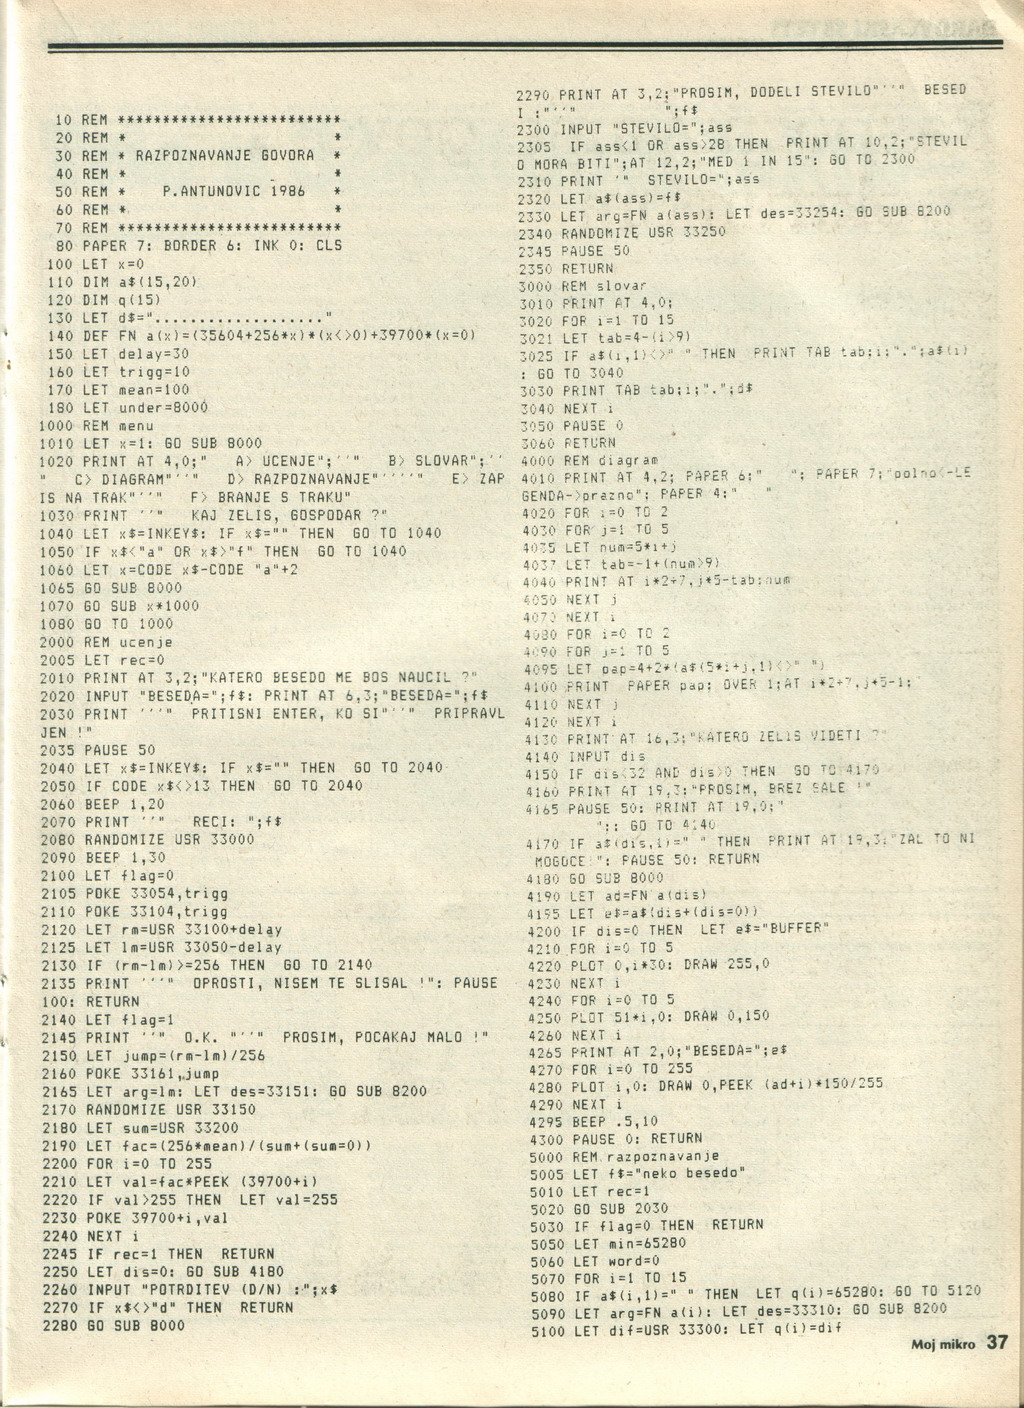 10 REM *************************
20 REM *                       *
30 REM * RAZPOZNAVANJE GOVORA  *
40 REM *                       *
50 REM *    P.ANTUNOVIC 1986   *
60 REM *                       *
70 REM *************************
80 PAPER 7: BORDER 6: INK 0: CLS
100 LET x=0
110 DIM a$(15,20)
120 DIM q(15)
130 LET d$="..................."
140 DEF FN a(x)=(35604+256*x)*(x<>0)+39700*(x=0)
150 LET delay=30
160 LET trigg=10
170 LET mean=100
180 LET under=8000
1000 REM menu
1010 LET x=1: GO SUB 8000
1020 PRINT AT 4,0;"   A> UCENJE";''"   B> SLOVAR";''
"   C> DIAGRAM"''"   D> RAZPOZNAVANJE"''''"   E> ZAP
IS NA TRAK"''"   F> BRANJE S TRAKU"
1030 PRINT ''"   KAJ ZELIS, GOSPODAR ?"
1040 LET x$=INKEY$: IF x$="" THEN  GO TO 1040
1050 IF x$<"a" OR x$>"f" THEN  GO TO 1040
1060 LET x=CODE x$-CODE "a"+2
1065 GO SUB 8000
1070 GO SUB x*1000
1080 GO TO 1000
2000 REM ucenje
2005 LET rec=0
2010 PRINT AT 3,2;"KATERO BESEDO ME BOS NAUCIL ?"
2020 INPUT "BESEDA=";f$: PRINT AT 6,3;"BESEDA=";f$
2030 PRINT '''"  PRITISNI ENTER, KO SI"''"  PRIPRAVL
JEN !"
2035 PAUSE 50
2040 LET x$=INKEY$: IF x$="" THEN  GO TO 2040
2050 IF CODE x$<>13 THEN  GO TO 2040
2060 BEEP 1,20
2070 PRINT ''"   RECI: ";f$
2080 RANDOMIZE USR 33000
2090 BEEP 1,30
2100 LET flag=0
2105 POKE 33054,trigg
2110 POKE 33104,trigg
2120 LET rm=USR 33100+delay
2125 LET lm=USR 33050-delay
2130 IF (rm-lm)>=256 THEN  GO TO 2140
2135 PRINT '''"   OPROSTI, NISEM TE SLISAL !": PAUSE
100: RETURN
2140 LET flag=1
2145 PRINT ''"  O.K. "''"  PROSIM, POCAKAJ MALO !"
2150 LET jump=(rm-lm)/256
2160 POKE 33161,jump
2165 LET arg=lm: LET des=33151: GO SUB 8200
2170 RANDOMIZE USR 33150
2180 LET sum=USR 33200
2190 LET fac=(256*mean)/(sum+(sum=0))
2200 FOR i=0 TO 255
2210 LET val=fac*PEEK (39700+i)
2220 IF val>255 THEN  LET val=255
2230 POKE 39700+i,val
2240 NEXT i
2245 IF rec=1 THEN  RETURN
2250 LET dis=0: GO SUB 4180
2260 INPUT "POTRDITEV (D/N) :";x$
2270 IF x$<>"d" THEN  RETURN
2280 GO SUB 8000
2290 PRINT AT 3,2;"PROSIM, DODELI STEVILO"''"  BESED
I :"''"          ";f$
2300 INPUT "STEVILO=";ass
2305  IF ass<1 OR ass>28 THEN  PRINT AT 10,2;"STEVIL
O MORA BITI";AT 12,2;"MED 1 IN 15": GO TO 2300
2310 PRINT '"  STEVILO=";ass
2320 LET a$(ass)=f$
2330 LET arg=FN a(ass): LET des=33254: GO SUB 8200
2340 RANDOMIZE USR 33250
2345 PAUSE 50
2350 RETURN
3000 REM slovar
3010 PRINT AT 4,0;
3020 FOR i=1 TO 15
3021 LET tab=4-(i>9)
3025 IF a$(i,1)<>" " THEN  PRINT TAB tab;i;".";a$(i)
: GO TO 3040
3030 PRINT TAB tab;i;".";d$
3040 NEXT i
3050 PAUSE 0
3060 RETURN
4000 REM diagram
4010 PRINT AT 4,2; PAPER 6;"   "; PAPER 7;"polno<-LE
GENDA->prazno"; PAPER 4;"   "
4020 FOR i=0 TO 2
4030 FOR j=1 TO 5
4035 LET num=5*i+j
4037 LET tab=-1+(num>9)
4040 PRINT AT i*2+7,j*5-tab;num
4050 NEXT j
4070 NEXT i
4080 FOR i=0 TO 2
4090 FOR j=1 TO 5
4095 LET pap=4+2*(a$(5*i+j,1)<>" ")
4100 PRINT  PAPER pap; OVER 1;AT i*2+7,j*5-1;"
4110 NEXT j
4120 NEXT i
4130 PRINT AT 16,3;"KATERO ZELIS VIDETI ?"
4140 INPUT dis
4150 IF dis<32 AND dis>0 THEN  GO TO 4170
4160 PRINT AT 19,3;"PROSIM, BREZ SALE !"
4165 PAUSE 50: PRINT AT 19,0;"
       ";: GO TO 4140
4170 IF a$(dis,1)=" " THEN  PRINT AT 19,3;"ZAL TO NI
MOGOCE!": PAUSE 50: RETURN
4180 GO SUB 8000
4190 LET ad=FN a(dis)
4195 LET e$=a$(dis+(dis=0))
4200 IF dis=0 THEN  LET e$="BUFFER"
4210 FOR i=0 TO 5
4220 PLOT 0,i*30: DRAW 255,0
4230 NEXT i
4240 FOR i=0 TO 5
4250 PLOT 51*i,0: DRAW 0,150
4260 NEXT i
4265 PRINT AT 2,0;"BESEDA=";e$
4270 FOR i=0 TO 255
4280 PLOT i,0: DRAW 0,PEEK (ad+i)*150/255
4290 NEXT i
4295 BEEP .5,10
4300 PAUSE 0: RETURN
5000 REM razpoznavanje
5005 LET f$="neko besedo"
5010 LET rec=1
5020 GO SUB 2030
5030 IF flag=0 THEN  RETURN
5050 LET min=65280
5060 LET word=0
5070 FOR i=1 TO 15
5080 IF a$(i,1)=" " THEN  LET q(i)=65280: GO TO 5120
5090 LET arg=FN a(i): LET des=33310: GO SUB 8200
5100 LET dif=USR 33300: LET q(i)=dif
Moj mikro 37